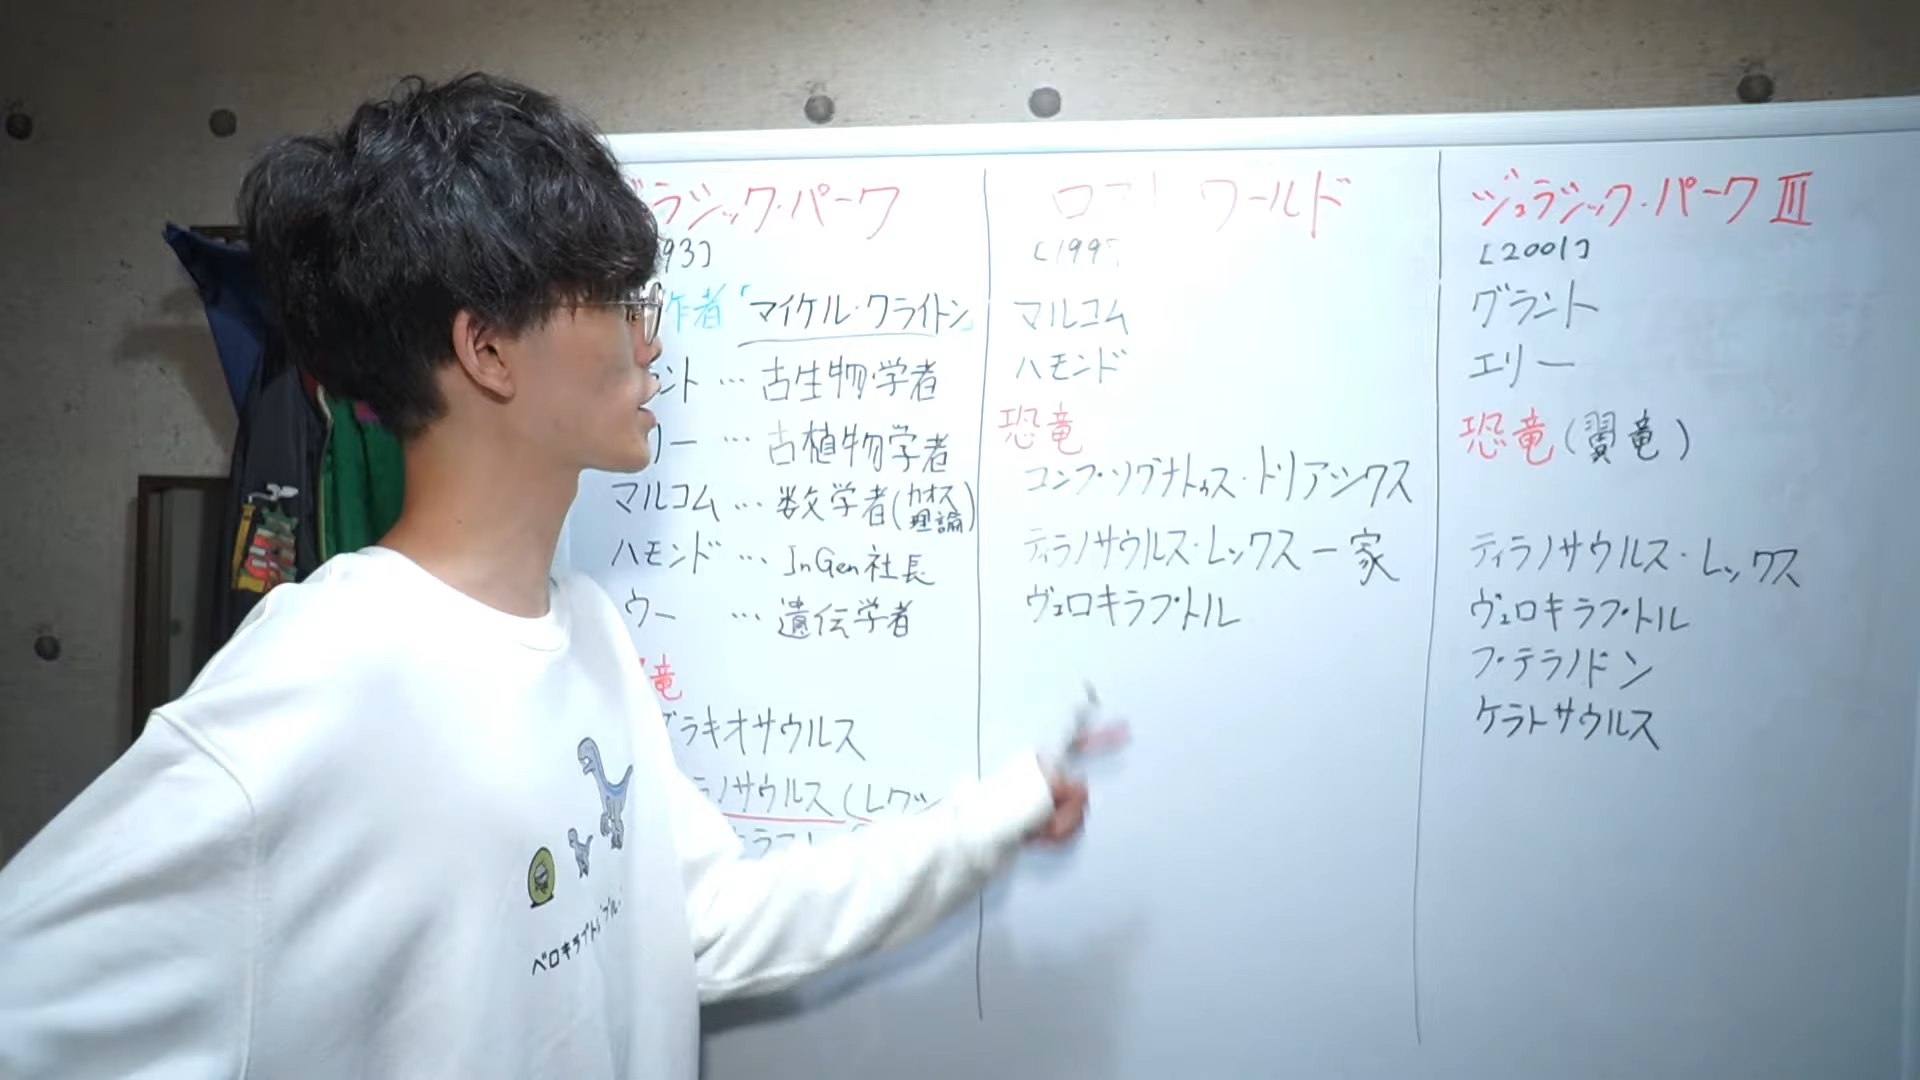 ラシック・パーク
93]
作者「マイケル・クライトン」
ント … 古生物学者
リー … 古植物学者
マルコム … 数学者(カオス理論)
ハモンド … InGen社長
ウー … 遺伝学者
竜
ブラキオサウルス
ラノサウルス(レックス
ワールド
[199
マルコム
ハモンド
恐竜
コンプソグナトゥス・トリアシクス
ティラノサウルス・レックス一家
ヴェロキラプトル
ジュラシック・パークⅢ
[2001]
グラント
エリー
恐竜(翼竜)
ティラノサウルス・レックス
ヴェロキラプトル
プテラノドン
ケラトサウルス
ベロキラプトル